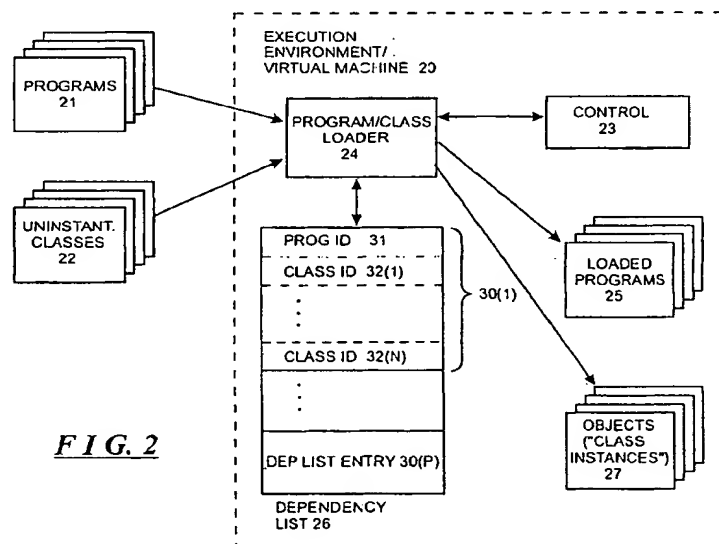 EXECUTION
ENVIRONMENT/
VIRTUAL MACHINE 20
PROGRAMS
21
PROGRAM/CLASS
LOADER
24
CONTROL
23
UNINSTANT.
CLASSES
22
PROG ID 31
CLASS ID 32(1)
CLASS ID 32(N)
30(1)
LOADED
PROGRAMS
25
DEP LIST ENTRY 30(P)
OBJECTS
("CLASS
INSTANCES")
27
DEPENDENCY
LIST 26
FIG. 2